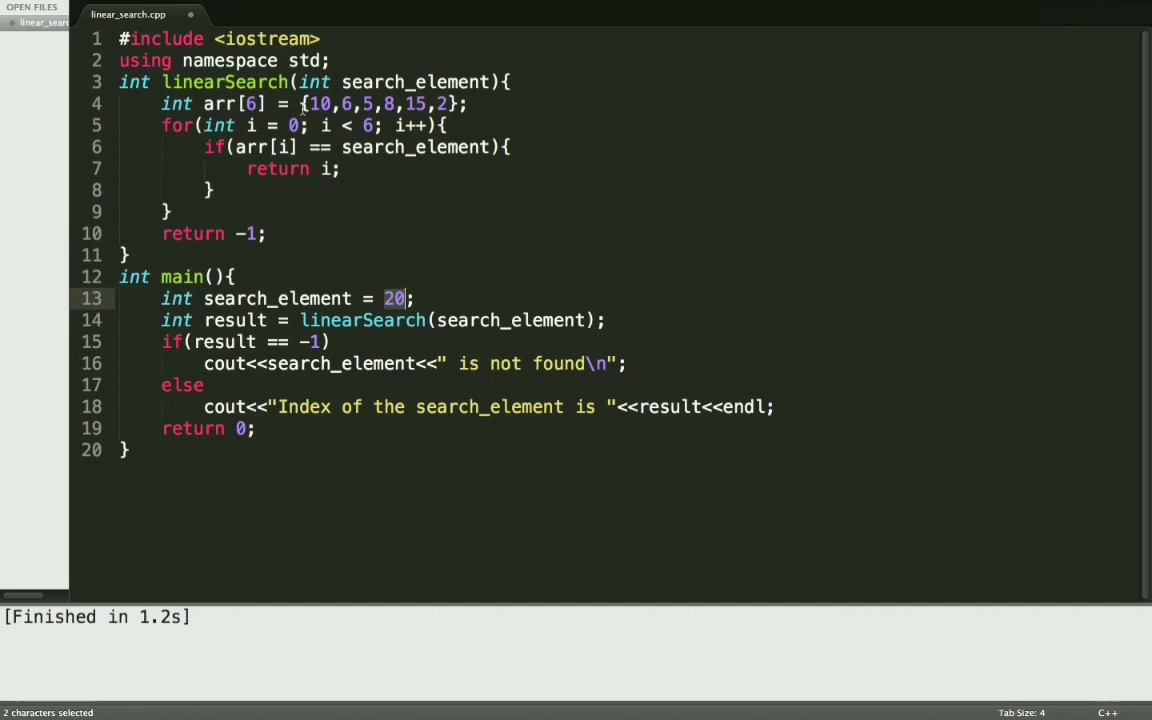 OPEN FILES
linear_searc
linear_search.cpp
1 #include <iostream>
2 using namespace std;
3 int linearSearch(int search_element){
4     int arr[6] = {10,6,5,8,15,2};
5     for(int i = 0; i < 6; i++){
6         if(arr[i] == search_element){
7             return i;
8         }
9     }
10     return -1;
11 }
12 int main(){
13     int search_element = 20;
14     int result = linearSearch(search_element);
15     if(result == -1)
16         cout<<search_element<<" is not found\n";
17     else
18         cout<<"Index of the search_element is "<<result<<endl;
19     return 0;
20 }
[Finished in 1.2s]
2 characters selected
Tab Size: 4
C++